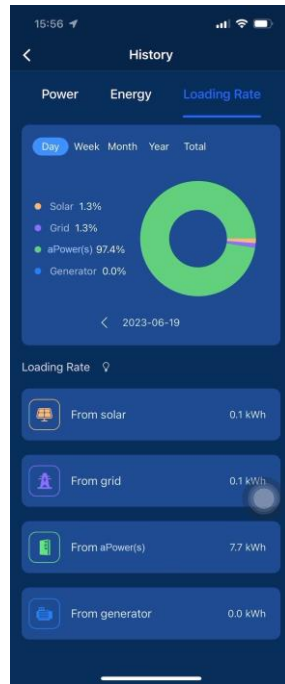 15:56
History
Power Energy Loading Rate
Day Week Month Year Total
Solar 1.3%
Grid 1.3%
aPower(s) 97.4%
Generator 0.0%
2023-06-19
Loading Rate
From solar 0.1 kWh
From grid 0.1 kWh
From aPower(s) 7.7 kWh
From generator 0.0 kWh